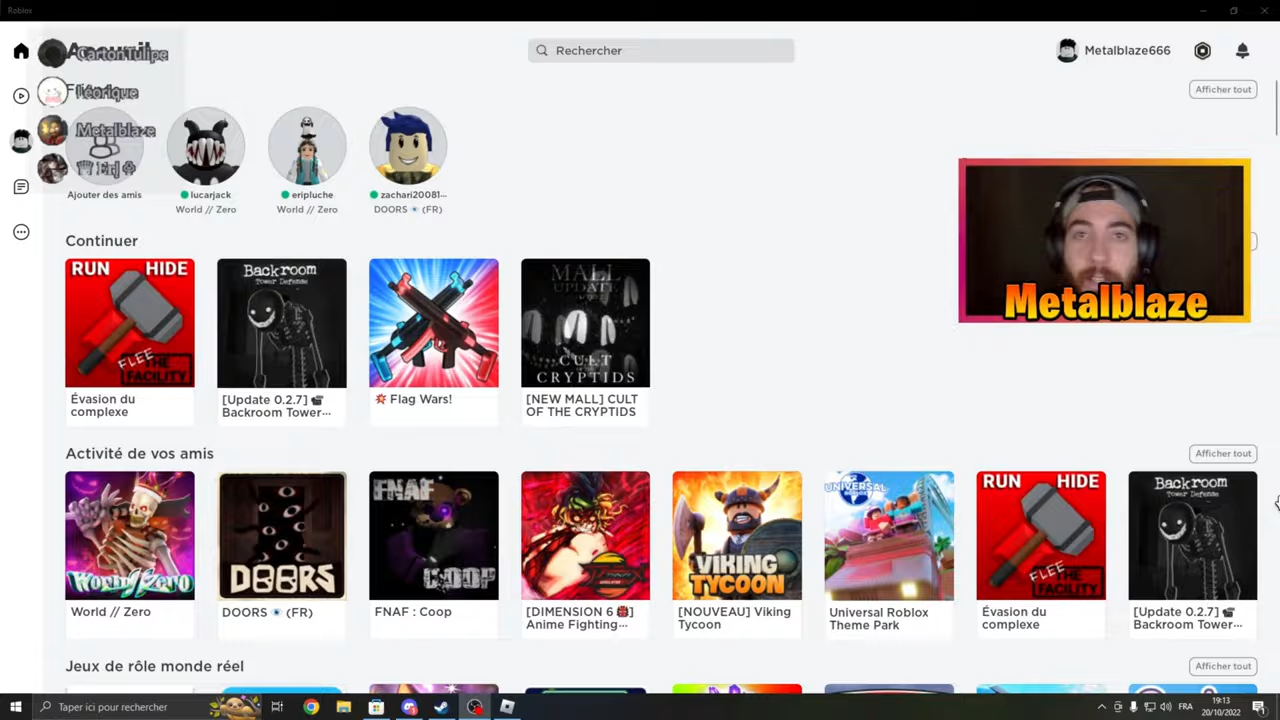 Roblox
Accueil
CartonTulipe
Rechercher
Metalblaze666
Téorique
Afficher tout
Metalblaze
Ajouter des amis
lucarjack
World // Zero
eripluche
World // Zero
zachari20081...
DOORS (FR)
Metalblaze
Continuer
RUN HIDE
FLEE
THE
FACILITY
Évasion du
complexe
Backroom
Tower Defense
[Update 0.2.7]
Backroom Tower...
Flag Wars!
MALL
UPDATE
CULT
OF THE
CRYPTIDS
[NEW MALL] CULT
OF THE CRYPTIDS
Activité de vos amis
Afficher tout
World//Zero
World // Zero
DOORS
DOORS (FR)
FNAF
COOP
FNAF : Coop
[DIMENSION 6]
Anime Fighting...
VIKING
TYCOON
[NOUVEAU] Viking
Tycoon
UNIVERSAL
Universal Roblox
Theme Park
RUN HIDE
FLEE
THE
FACILITY
Évasion du
complexe
Backroom
Tower Defense
[Update 0.2.7]
Backroom Tower...
Jeux de rôle monde réel
Afficher tout
Taper ici pour rechercher
FRA
19:13
20/10/2022